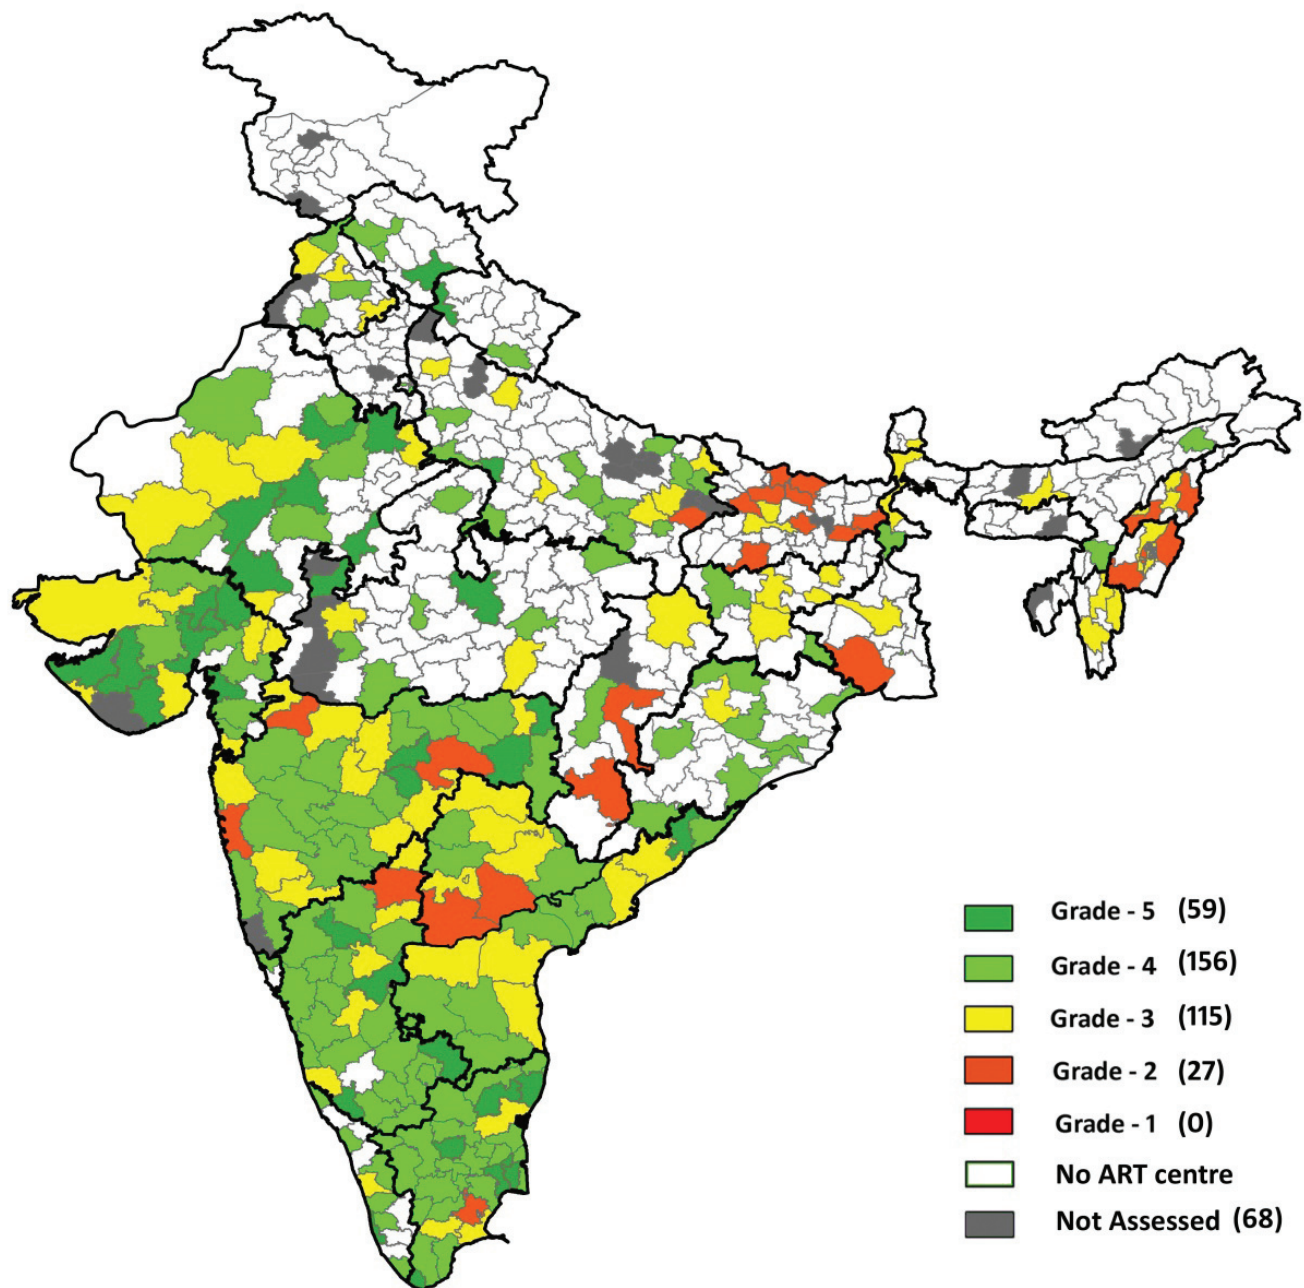 Grade - 5 (59)
Grade - 4 (156)
Grade - 3 (115)
Grade - 2 (27)
Grade - 1 (0)
No ART centre
Not Assessed (68)